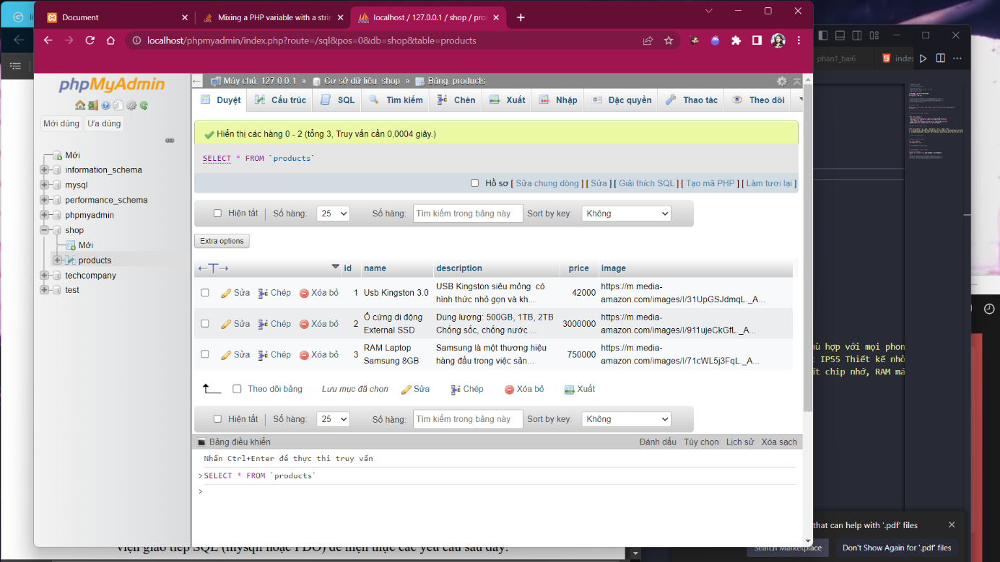 Document
Mixing a PHP variable with a strin
localhost / 127.0.0.1 / shop / pro
localhost/phpmyadmin/index.php?route=/sql&pos=0&db=shop&table=products
phpMyAdmin
Mới dùng
Ưa dùng
Mới
information_schema
mysql
performance_schema
phpmyadmin
shop
Mới
products
techcompany
test
Máy chủ: 127.0.0.1 » Cơ sở dữ liệu: shop » Bảng: products
Duyệt Cấu trúc SQL Tìm kiếm Chèn Xuất Nhập Đặc quyền Thao tác Theo dõi
Hiển thị các hàng 0 - 2 (tổng 3, Truy vấn cần 0,0004 giây.)
SELECT * FROM `products`
Hồ sơ [ Sửa chung dòng ] [ Sửa ] [ Giải thích SQL ] [ Tạo mã PHP ] [ Làm tươi lại ]
Hiện tất | Số hàng: 25 Số hàng: Tìm kiếm trong bảng này Sort by key: Không
Extra options
←T→ id name description price image
Sửa Chép Xóa bỏ 1 Usb Kingston 3.0 USB Kingston siêu mỏng có 42000 https://m.media-
hình thức nhỏ gọn và kh... amazon.com/images/I/31UpGSJdmqL._A...
Sửa Chép Xóa bỏ 2 Ổ cứng di động Dung lượng: 500GB, 1TB, 2TB 3000000 https://m.media-
External SSD Chống sốc, chống nước ... amazon.com/images/I/911ujeCkGfL._A...
Sửa Chép Xóa bỏ 3 RAM Laptop Samsung là một thương hiệu 750000 https://m.media-
Samsung 8GB hàng đầu trong việc sản... amazon.com/images/I/71cWL5j3FqL._A...
Theo dõi bảng Lưu mục đã chọn Sửa Chép Xóa bỏ Xuất
Hiện tất | Số hàng: 25 Số hàng: Tìm kiếm trong bảng này Sort by key: Không
Bảng điều khiển Đánh dấu Tùy chọn Lịch sử Xóa sạch
Nhấn Ctrl+Enter để thực thi truy vấn
>SELECT * FROM `products`
>
phan1_bai6
index
hù hợp với mọi phon
IP55 Thiết kế nhỏ
ất chip nhớ, RAM má
that can help with '.pdf' files
Search Marketplace
Don't Show Again for '.pdf' files
viện giao tiếp SQL (mysqli hoặc PDO) để hiện thực các yêu cầu sau đây: